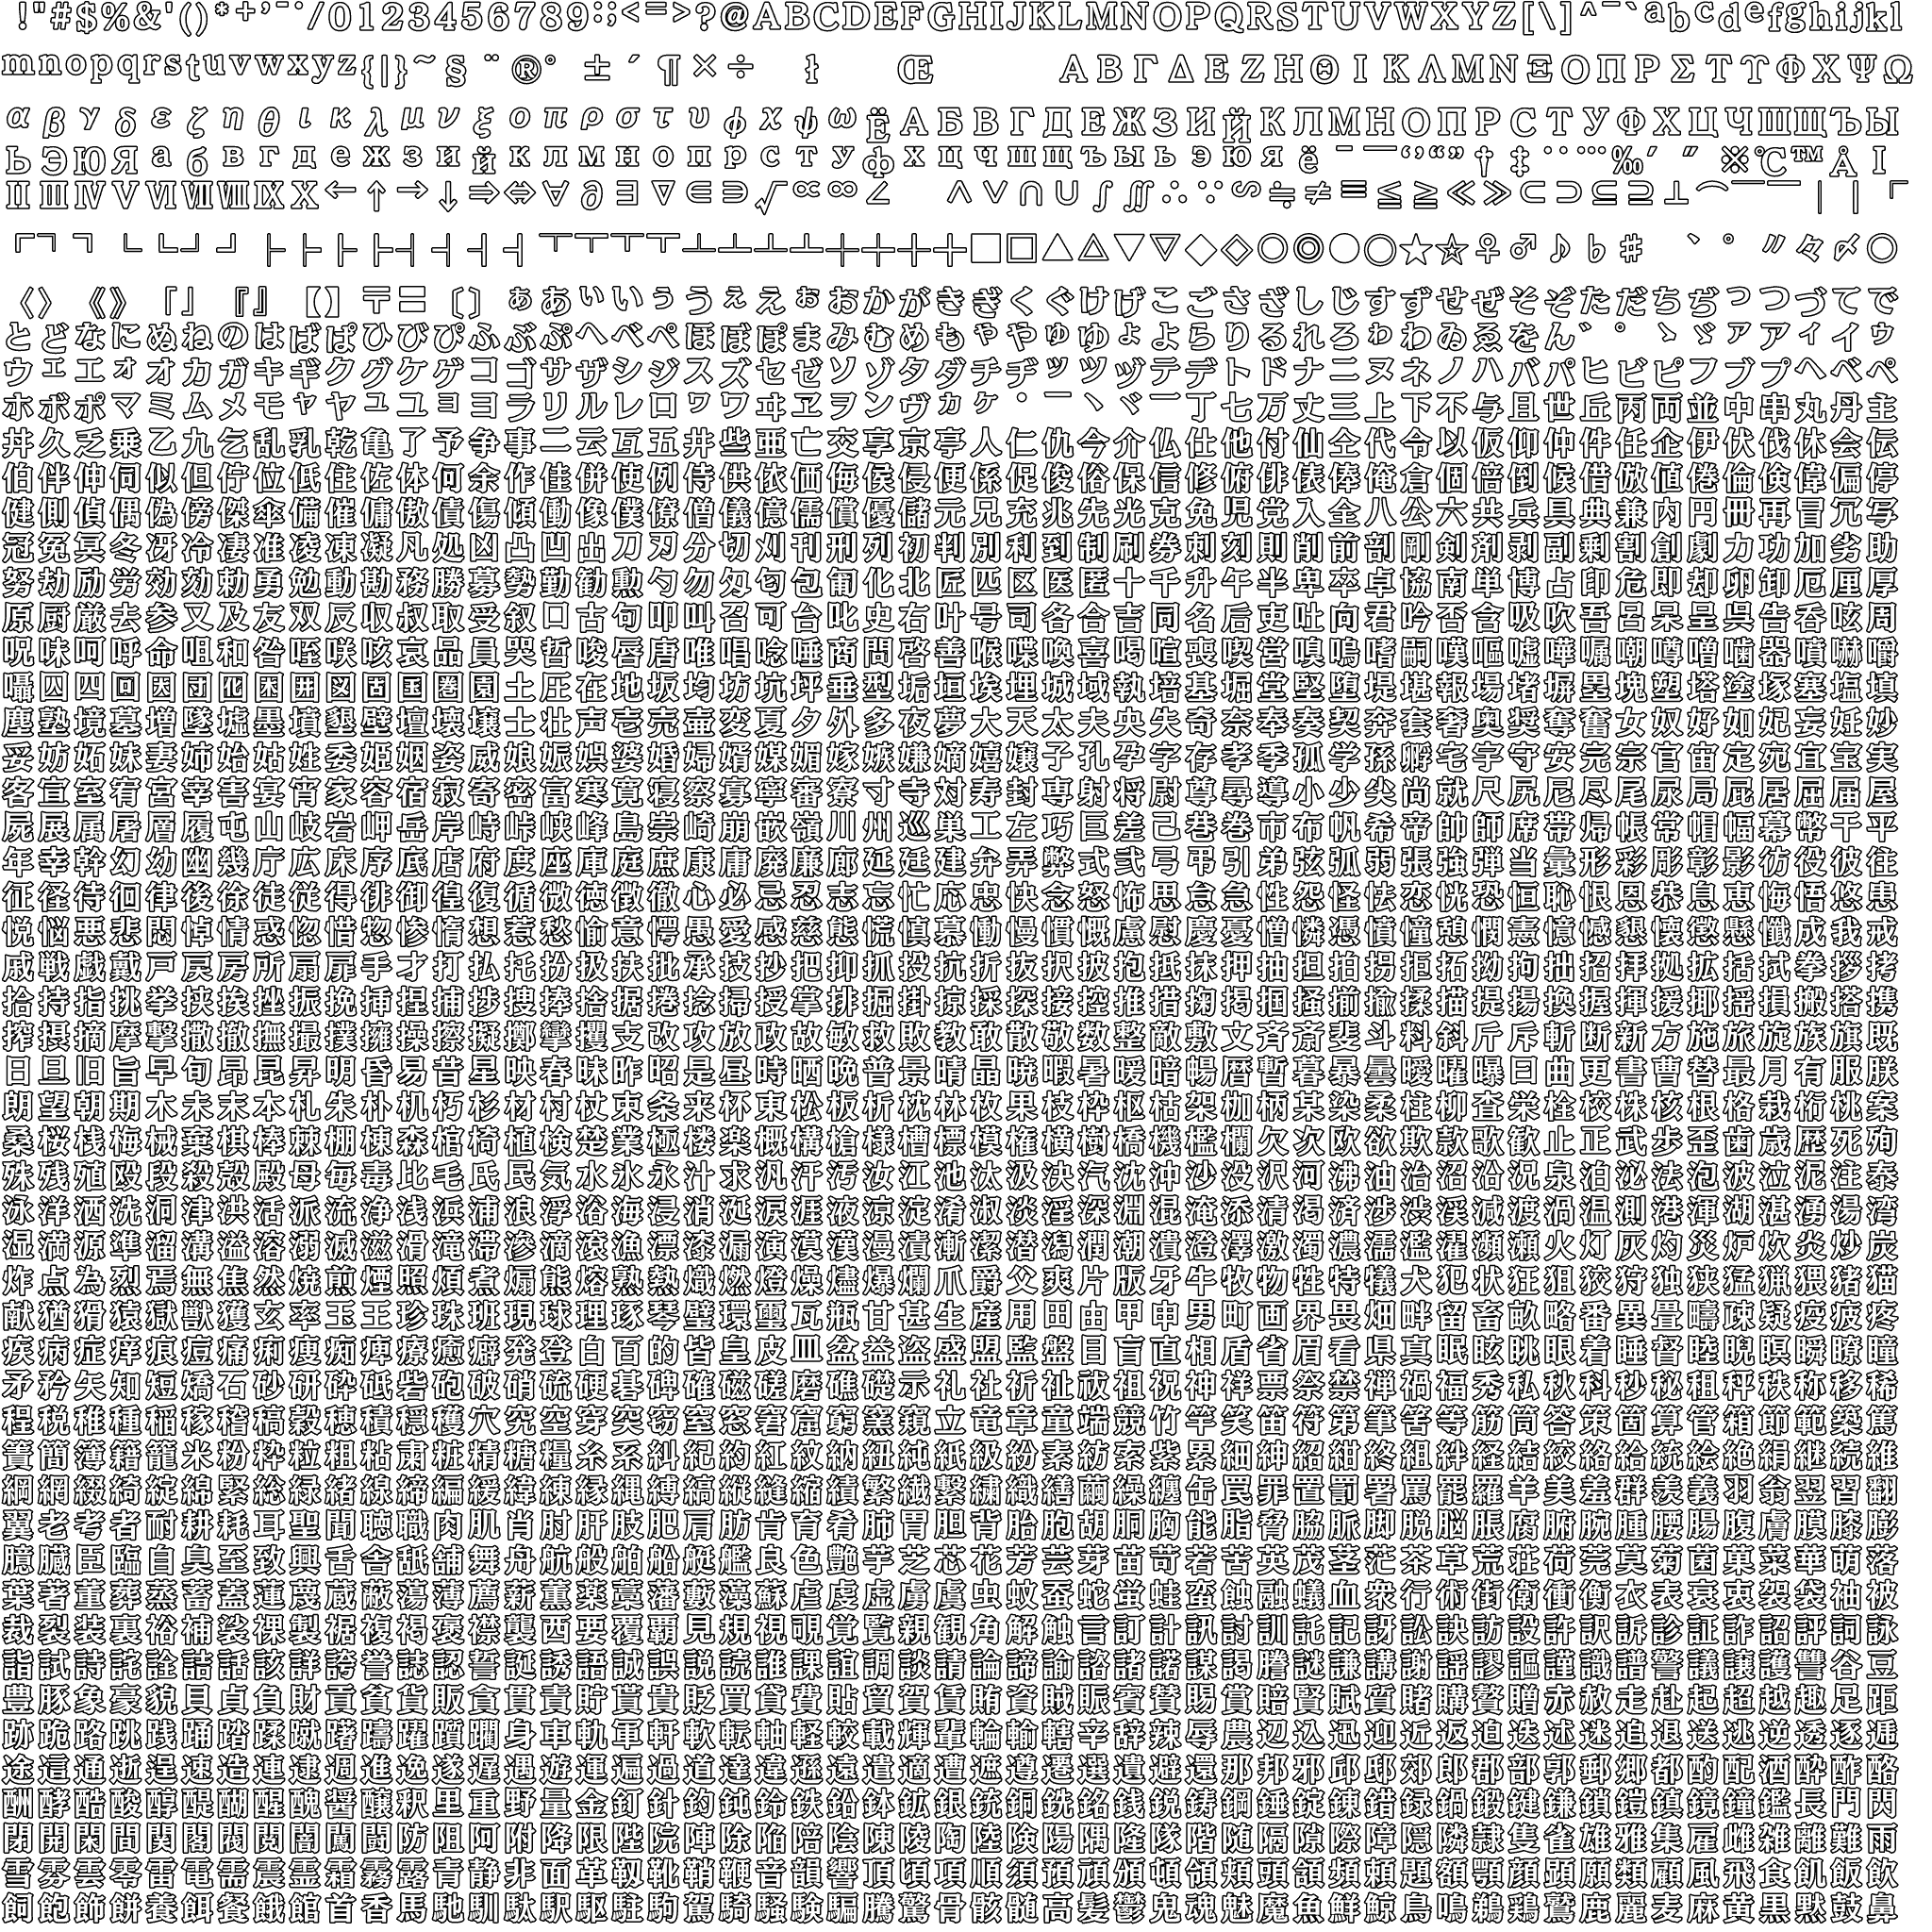 !"#$%&'()*+,-./0123456789:;<=>?@ABCDEFGHIJKLMNOPQRSTUVWXYZ[\]^_`abcdefghijkl
mnopqrstuvwxyz{|}~§¨®°±´¶×÷łŒΑΒΓΔΕΖΗΘΙΚΛΜΝΞΟΠΡΣΤΥΦΧΨΩ
αβγδεζηθικλμνξοπρστυφχψωЁАБВГДЕЖЗИЙКЛМНОПРСТУФХЦЧШЩЪЫ
ЬЭЮЯабвгдежзийклмнопрстуфхцчшщъыьэюяё‐―‘’“”†‡‥…‰′″※℃™ÅⅠ
ⅡⅢⅣⅤⅥⅦⅧⅨⅩ←↑→↓⇒⇔∀∂∃∇∈∋√∝∞∠∧∨∩∪∫∬∴∵∽≒≠≡≦≧≪≫⊂⊃⊆⊇⊥⌒─━│┃┌
┏┐┓└┗┘┛├┝┠┣┤┥┨┫┬┯┰┳┴┷┸┻┼┿╂╋■□▲△▼▽◆◇○◎●◯★☆♀♂♪♭♯、。〃々〆〇
〈〉《》「」『』【】〒〓〔〕ぁあぃいぅうぇえぉおかがきぎくぐけげこごさざしじすずせぜそぞただちぢっつづてで
とどなにぬねのはばぱひびぴふぶぷへべぺほぼぽまみむめもゃやゅゆょよらりるれろゎわゐゑをん゛゜ゝゞァアィイゥ
ウェエォオカガキギクグケゲコゴサザシジスズセゼソゾタダチヂッツヅテデトドナニヌネノハバパヒビピフブプヘベペ
ホボポマミムメモャヤュユョヨラリルレロヮワヰヱヲンヴヵヶ・ーヽヾ一丁七万丈三上下不与且世丘丙両並中串丸丹主
丼久乏乗乙九乞乱乳乾亀了予争事二云互五井些亜亡交享京亭人仁仇今介仏仕他付仙全代令以仮仰仲件任企伊伏伐休会伝
伯伴伸伺似但佇位低住佐体何余作佳併使例侍供依価侮侯侵便係促俊俗保信修俯俳俵俸俺倉個倍倒候借倣値倦倫倹偉偏停
健側偵偶偽傍傑傘備催傭傲債傷傾働像僕僚僧儀億儒償優儲元兄充兆先光克免児党入全八公六共兵具典兼内円冊再冒冗写
冠冤冥冬冴冷凄准凌凍凝凡処凶凸凹出刀刃分切刈刊刑列初判別利到制刷券刺刻則削前剖剛剣剤剥副剰割創劇力功加劣助
努劫励労効劾勅勇勉動勘務勝募勢勤勧勲勺勿匁匂包匍化北匠匹区医匿十千升午半卑卒卓協南単博占印危即却卵卸厄厘厚
原厨厳去参又及友双反収叔取受叙口古句叩叫召可台叱史右叶号司各合吉同名后吏吐向君吟否含吸吹吾呂呆呈呉告呑呟周
呪味呵呼命咀和咎咥咲咳哀品員哭哲唆唇唐唯唱唸唾商問啓善喉喋喚喜喝喧喪喫営嗅嗚嗜嗣嘆嘔嘘嘩嘱嘲噂噌噛器噴嚇嚼
囁囚四回因団囮困囲図固国圏園土圧在地坂均坊坑坪垂型垢垣埃埋城域執培基堀堂堅堕堤堪報場堵塀塁塊塑塔塗塚塞塩填
塵塾境墓増墜墟墨墳墾壁壇壊壌士壮声壱売壷変夏夕外多夜夢大天太夫央失奇奈奉奏契奔套奢奥奨奪奮女奴好如妃妄妊妙
妥妨妬妹妻姉始姑姓委姫姻姿威娘娠娯婆婚婦婿媒媚嫁嫉嫌嫡嬉嬢子孔孕字存孝季孤学孫孵宅宇守安完宗官宙定宛宜宝実
客宣室宥宮宰害宴宵家容宿寂寄密富寒寛寝察寡寧審寮寸寺対寿封専射将尉尊尋導小少尖尚就尺尻尼尽尾尿局屁居屈届屋
屍展属屠層履屯山岐岩岬岳岸峙峠峡峰島崇崎崩嵌嶺川州巡巣工左巧巨差己巷巻市布帆希帝帥師席帯帰帳常帽幅幕幣干平
年幸幹幻幼幽幾庁広床序底店府度座庫庭庶康庸廃廉廊延廷建弁弄弊式弐弓弔引弟弦弧弱張強弾当彙形彩彫彰影彷役彼往
征径待徊律後徐徒従得徘御徨復循微徳徴徹心必忌忍志忘忙応忠快念怒怖思怠急性怨怪怯恋恍恐恒恥恨恩恭息恵悔悟悠患
悦悩悪悲悶悼情惑惚惜惣惨惰想惹愁愉意愕愚愛感慈態慌慎慕慟慢慣慨慮慰慶憂憎憐憑憤憧憩憫憲憶憾懇懐懲懸懺成我戒
戚戦戯戴戸戻房所扇扉手才打払托扮扱扶批承技抄把抑抓投抗折抜択披抱抵抹押抽担拍拐拒拓拗拘拙招拝拠拡括拭拳拶拷
拾持指挑挙挟挨挫振挽挿捏捕捗捜捧捨据捲捻掃授掌排掘掛掠採探接控推措掬掲掴掻揃揄揉描提揚換握揮援揶揺損搬搭携
搾摂摘摩撃撒撤撫撮撲擁操擦擬擲攣攫支改攻放政故敏救敗教敢散敬数整敵敷文斉斎斐斗料斜斤斥斬断新方施旅旋族旗既
日旦旧旨早旬昂昆昇明昏易昔星映春昧昨昭是昼時晒晩普景晴晶暁暇暑暖暗暢暦暫暮暴曇曖曜曝曰曲更書曹替最月有服朕
朗望朝期木未末本札朱朴机朽杉材村杖束条来杯東松板析枕林枚果枝枠枢枯架枷柄某染柔柱柳査栄栓校株核根格栽桁桃案
桑桜桟梅械棄棋棒棘棚棟森棺椅植検楚業極楼楽概構槍様槽標模権横樹橋機檻欄欠次欧欲欺款歌歓止正武歩歪歯歳歴死殉
殊残殖殴段殺殻殿母毎毒比毛氏民気水氷永汁求汎汗汚汝江池汰汲決汽沈沖沙没沢河沸油治沼沿況泉泊泌法泡波泣泥注泰
泳洋洒洗洞津洪活派流浄浅浜浦浪浮浴海浸消涎涙涯液涼淀淆淑淡淫深淵混淹添清渇済渉渋渓減渡渦温測港渾湖湛湧湯湾
湿満源準溜溝溢溶溺滅滋滑滝滞滲滴滾漁漂漆漏演漠漢漫漬漸潔潜潟潤潮潰澄澤激濁濃濡濫濯瀕瀬火灯灰灼災炉炊炎炒炭
炸点為烈焉無焦然焼煎煙照煩煮煽熊熔熟熱熾燃燈燥燼爆爛爪爵父爽片版牙牛牧物牲特犠犬犯状狂狙狡狩独狭猛猟猥猪猫
献猶猾猿獄獣獲玄率玉王珍珠班現球理琢琴璧環璽瓦瓶甘甚生産用田由甲申男町画界畏畑畔留畜畝略番異畳疇疎疑疫疲疼
疾病症痒痕痘痛痢痩痴痺療癒癖発登白百的皆皇皮皿盆益盗盛盟監盤目盲直相盾省眉看県真眠眩眺眼着睡督睦睨瞑瞬瞭瞳
矛矜矢知短矯石砂研砕砥砦砲破硝硫硬碁碑確磁磋磨礁礎示礼社祈祉祓祖祝神祥票祭禁禅禍福秀私秋科秒秘租秤秩称移稀
程税稚種稲稼稽稿穀穂積穏穫穴究空穿突窃窒窓窘窟窮窯窺立竜章童端競竹竿笑笛符第筆筈等筋筒答策箇算管箱節範築篤
簀簡簿籍籠米粉粋粒粗粘粛粧精糖糧糸系糾紀約紅紋納紐純紙級紛素紡索紫累細紳紹紺終組絆経結絞絡給統絵絶絹継続維
綱網綴綺綻綿緊総緑緒線締編緩緯練縁縄縛縞縦縫縮績繁繊繋繍織繕繭繰纏缶罠罪置罰署罵罷羅羊美羞群羨義羽翁翌習翻
翼老考者耐耕耗耳聖聞聴職肉肌肖肘肝肢肥肩肪肯育肴肺胃胆背胎胞胡胴胸能脂脅脇脈脚脱脳脹腐腑腕腫腰腸腹膚膜膝膨
臆臓臣臨自臭至致興舌舎舐舗舞舟航般舶船艇艦良色艶芋芝芯花芳芸芽苗苛若苦英茂茎茫茶草荒荘荷莞莫菊菌菓菜華萌落
葉著董葬蒸蓄蓋蓮蔑蔵蔽蕩薄薦薪薫薬藁藩藪藻蘇虐虔虚虜虞虫蚊蚕蛇蛍蛙蛮蝕融蟻血衆行術街衛衝衡衣表哀衷袈袋袖被
裁裂装裏裕補裟裸製裾複褐褒襟襲西要覆覇見規視覗覚覧親観角解触言訂計訊討訓託記訝訟訣訪設許訳訴診証詐詔評詞詠
詣試詩詫詮詰話該詳誇誉誌認誓誕誘語誠誤説読誰課誼調談請論諦諭諮諸諾謀謁謄謎謙講謝謡謬謳謹識譜警議譲護讐谷豆
豊豚象豪貌貝貞負財貢貧貨販貪貫責貯貰貴貶買貸費貼貿賀賃賄資賊賑賓賛賜賞賠賢賦質賭購贅贈赤赦走赴起超越趣足距
跡跪路跳践踊踏蹂蹴躇躊躍躓躙身車軌軍軒軟転軸軽較載輝輩輪輸轄辛辞辣辱農辺込迅迎近返迫迭述迷追退送逃逆透逐逓
途這通逝逞速造連逮週進逸遂遅遇遊運遍過道達違遜遠遣適遭遮遵遷選遺避還那邦邪邱邸郊郎郡部郭郵郷都酌配酒酔酢酪
酬酵酷酸醇醍醐醒醜醤醸釈里重野量金釘針釣鈍鈴鉄鉛鉢鉱銀銃銅銑銘銭鋭鋳鋼錘錠錬錯録鍋鍛鍵鎌鎖鎧鎮鏡鐘鑑長門閃
閉開閑間関閣閥閲闇闖闘防阻阿附降限陛院陣除陥陪陰陳陵陶陸険陽隅隆隊階随隔隙際障隠隣隷隻雀雄雅集雇雌雑離難雨
雪雰雲零雷電需震霊霜霧露青静非面革靭靴鞘鞭音韻響頂頃項順須預頑頒頓領頬頭頷頻頼題額顎顔顕願類顧風飛食飢飯飲
飼飽飾餅養餌餐餓館首香馬馳馴駄駅駆駐駒駕騎騒験騙騰驚骨骸髄高髪鬱鬼魂魅魔魚鮮鯨鳥鳴鵜鶏鷲鹿麗麦麻黄黒黙鼓鼻